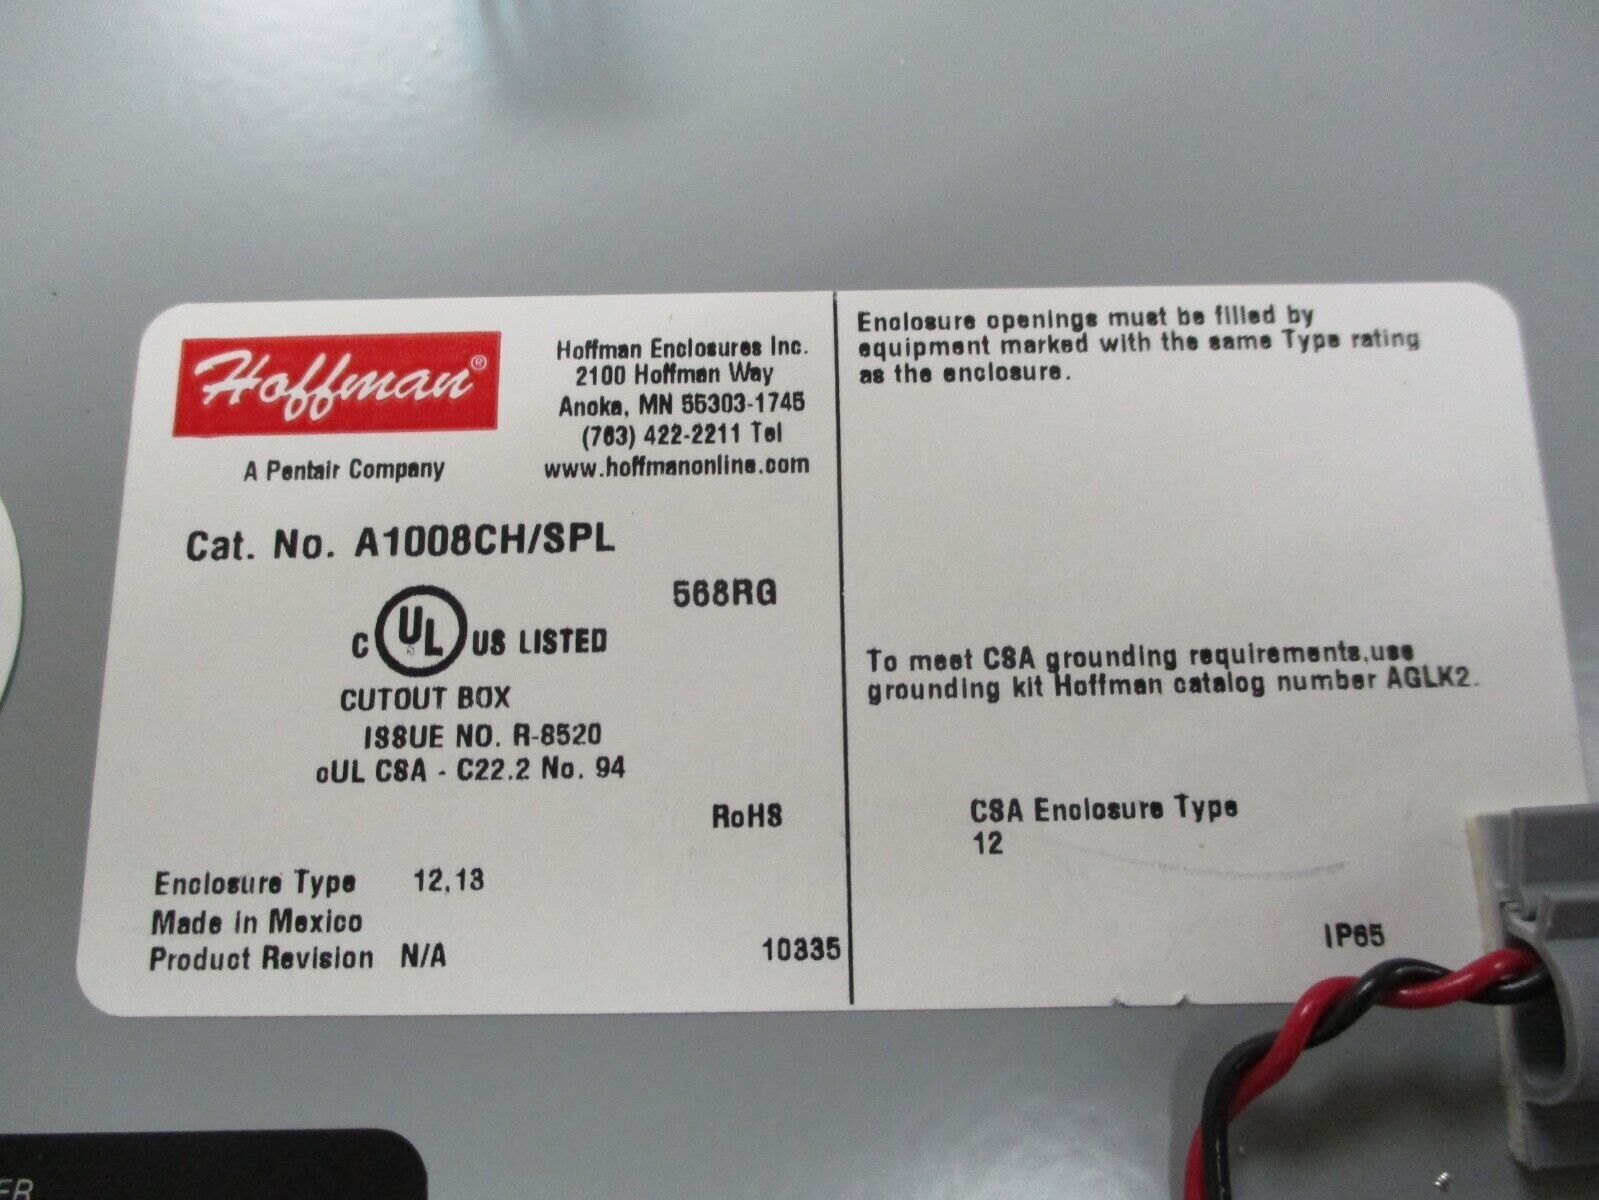 Hoffman®
A Pentair Company
Hoffman Enclosures Inc.
2100 Hoffman Way
Anoka, MN 55303-1745
(763) 422-2211 Tel
www.hoffmanonline.com
Cat. No. A1008CH/SPL
568RG
C UL US LISTED
CUTOUT BOX
ISSUE NO. R-8520
cUL CSA - C22.2 No. 94
RoHS
Enclosure Type 12,13
Made in Mexico
Product Revision N/A
10335
Enclosure openings must be filled by
equipment marked with the same Type rating
as the enclosure.
To meet CSA grounding requirements,use
grounding kit Hoffman catalog number AGLK2.
CSA Enclosure Type
12
IP65